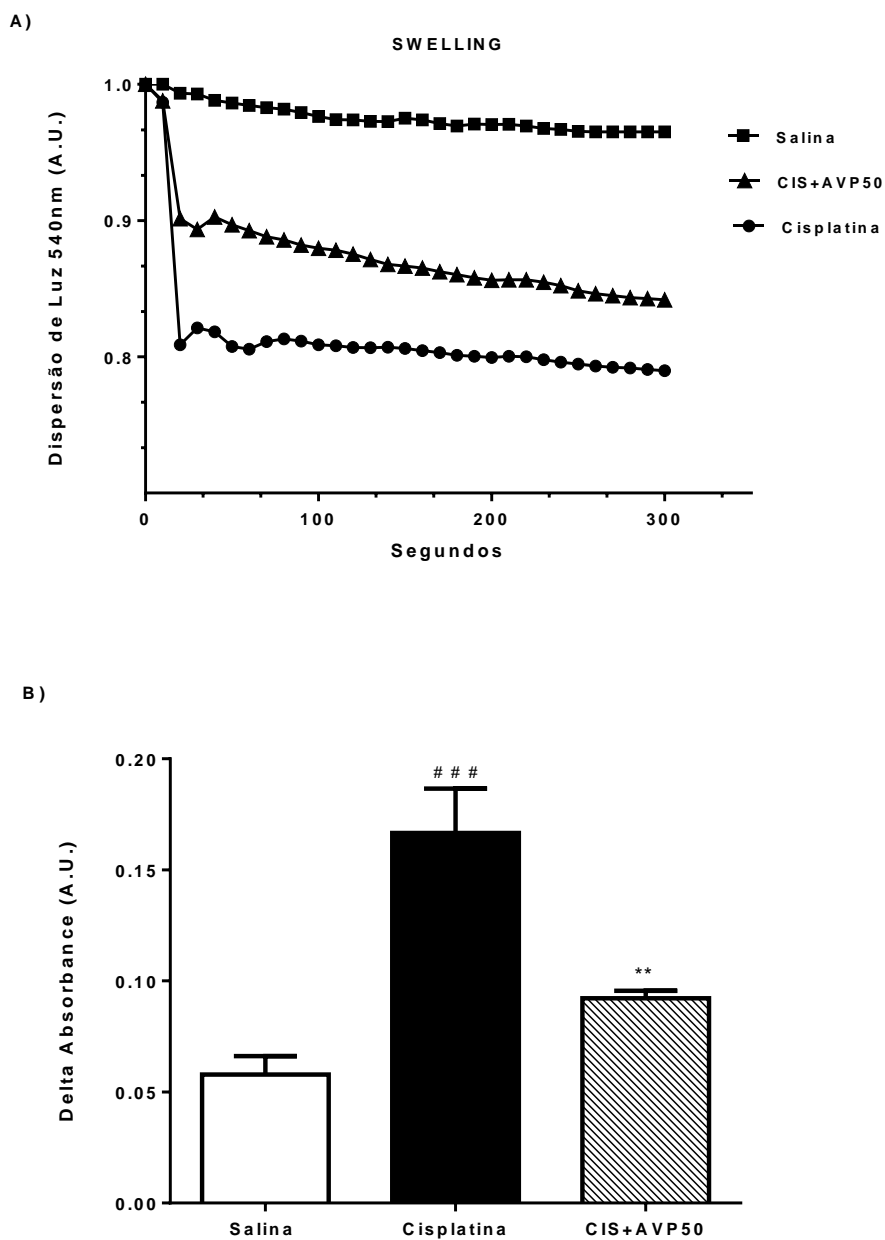 A)
SWELLING
Dispersão de Luz 540nm (A.U.)
1.0
0.9
0.8
0
100
200
300
Segundos
Salina
CIS+AVP50
Cisplatina
B)
Delta Absorbance (A.U.)
0.20
0.15
0.10
0.05
0.00
# # #
**
Salina
Cisplatina
CIS+AVP50